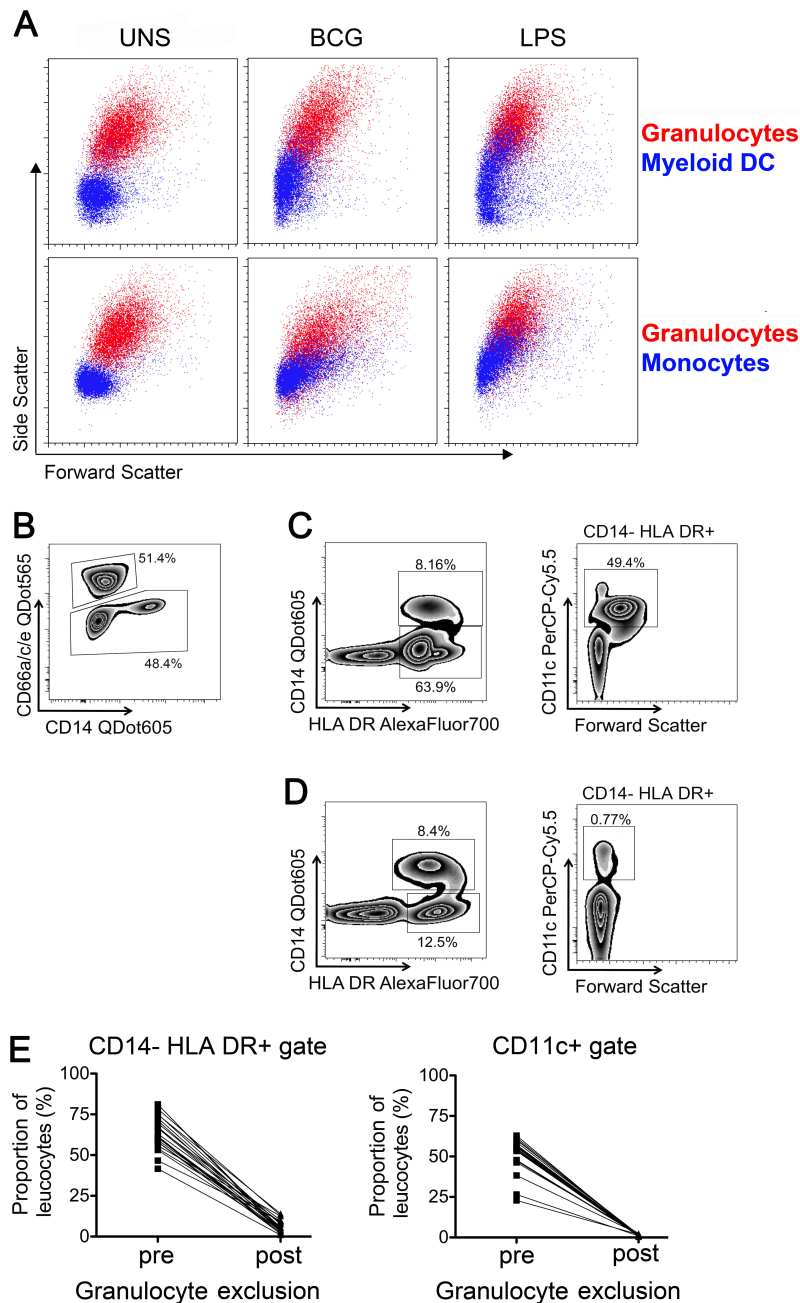 A
UNS BCG LPS
Granulocytes
Myeloid DC
Granulocytes
Monocytes
Side Scatter
Forward Scatter
B
51.4%
48.4%
CD66a/c/e QDot565
CD14 QDot605
C
8.16%
63.9%
CD14 QDot605
HLA DR AlexaFluor700
CD14- HLA DR+
49.4%
CD11c PerCP-Cy5.5
Forward Scatter
D
8.4%
12.5%
CD14 QDot605
HLA DR AlexaFluor700
CD14- HLA DR+
0.77%
CD11c PerCP-Cy5.5
Forward Scatter
E
CD14- HLA DR+ gate
Proportion of
leucocytes (%)
100
75
50
25
0
pre post
Granulocyte exclusion
CD11c+ gate
Proportion of
leucocytes (%)
100
75
50
25
0
pre post
Granulocyte exclusion